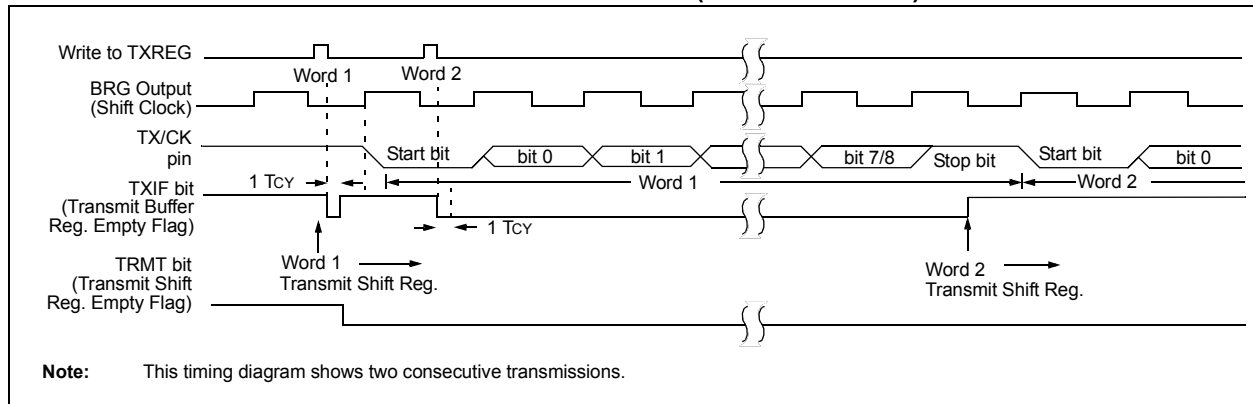 Write to TXREG
Word 1 Word 2
BRG Output
(Shift Clock)
TX/CK
pin
Start bit bit 0 bit 1 bit 7/8 Stop bit Start bit bit 0
Word 1 Word 2
1 TCY
TXIF bit
(Transmit Buffer
Reg. Empty Flag)
1 TCY
Word 1
Transmit Shift Reg.
Word 2
Transmit Shift Reg.
TRMT bit
(Transmit Shift
Reg. Empty Flag)
Note: This timing diagram shows two consecutive transmissions.